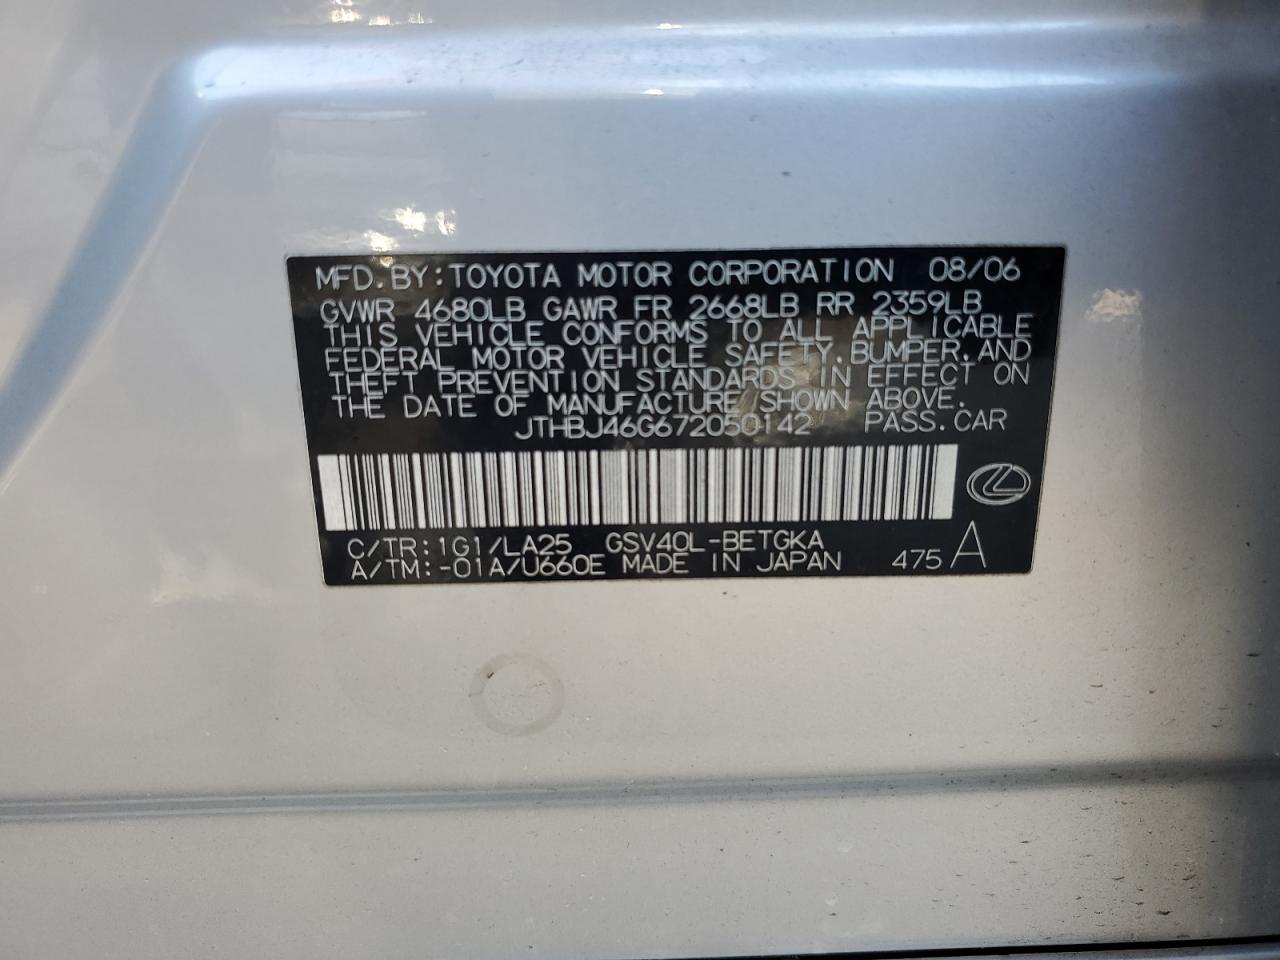 MFD.BY:TOYOTA MOTOR CORPORATION 08/06
GVWR 4680LB GAWR FR 2668LB RR 2359LB
THIS VEHICLE CONFORMS TO ALL APPLICABLE
FEDERAL MOTOR VEHICLE SAFETY,BUMPER,AND
THEFT PREVENTION STANDARDS IN EFFECT ON
THE DATE OF MANUFACTURE SHOWN ABOVE.
JTHBJ46G672050142 PASS.CAR
C/TR:1G1/LA25 GSV40L-BETGKA
A/TM:-01A/U660E MADE IN JAPAN 475 A